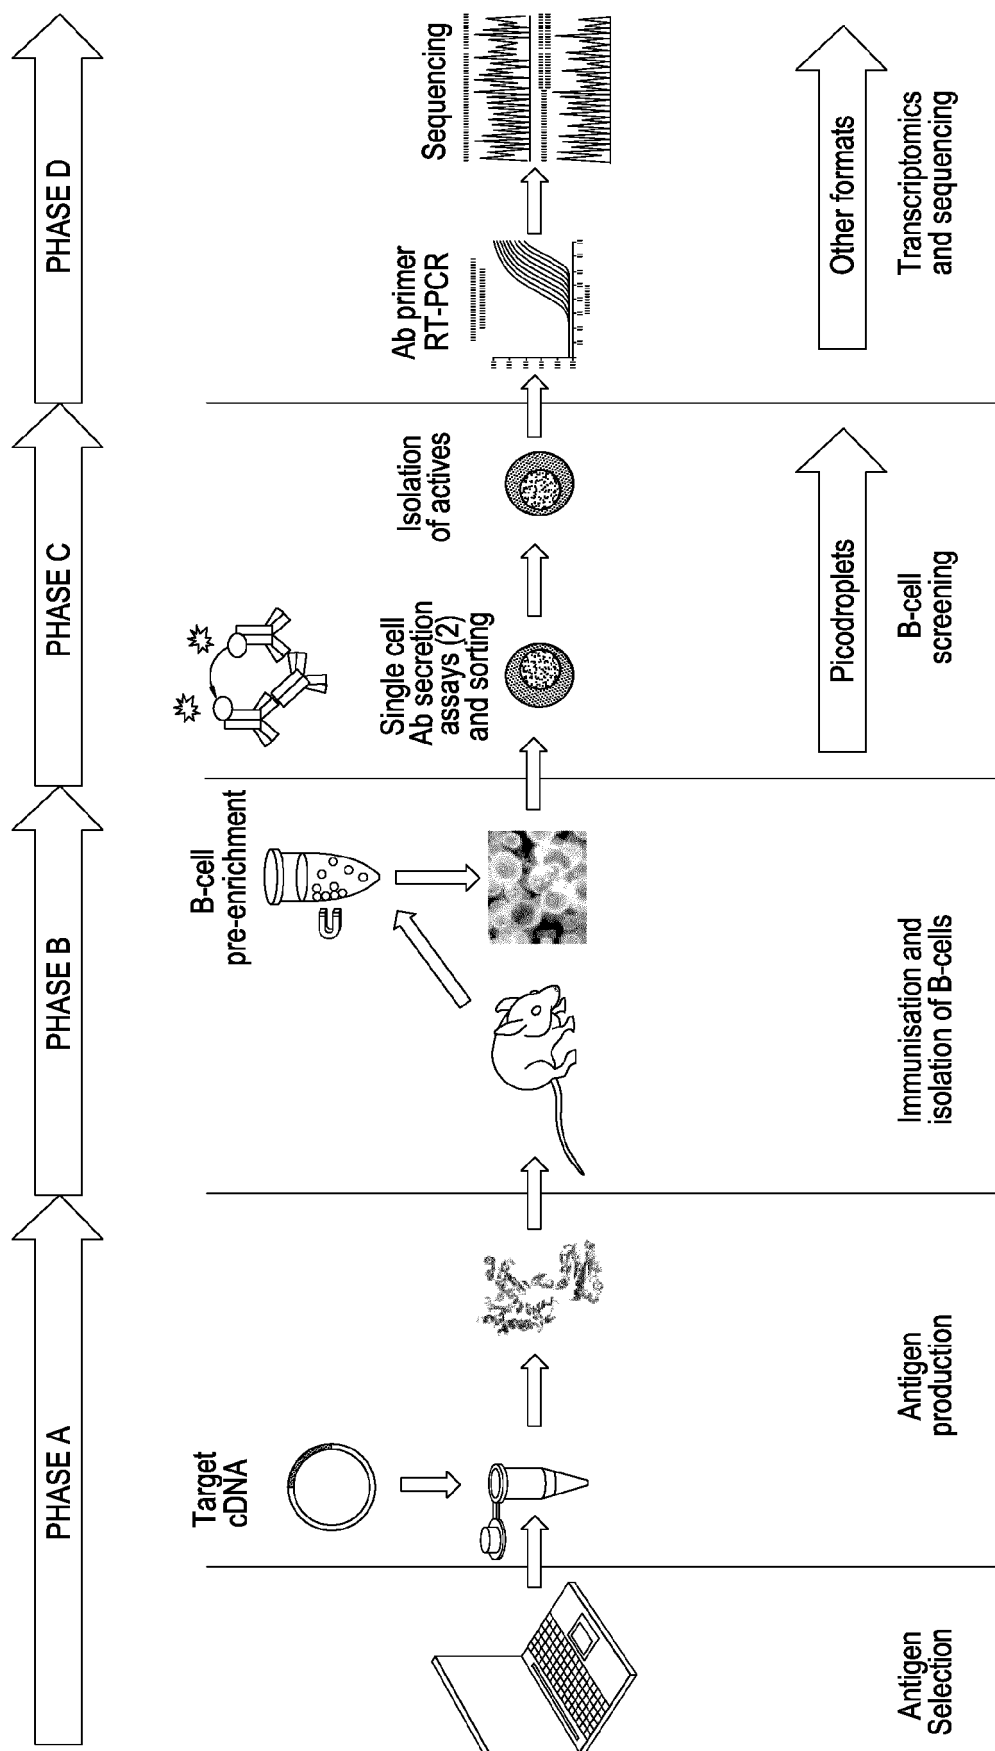 PHASE A
PHASE B
PHASE C
PHASE D
Target
cDNA
B-cell
pre-enrichment
Single cell
Ab secretion
assays (2)
and sorting
Isolation
of actives
Ab primer
RT-PCR
Sequencing
Picodroplets
Other formats
Antigen
Selection
Antigen
production
Immunisation and
isolation of B-cells
B-cell
screening
Transcriptomics
and sequencing